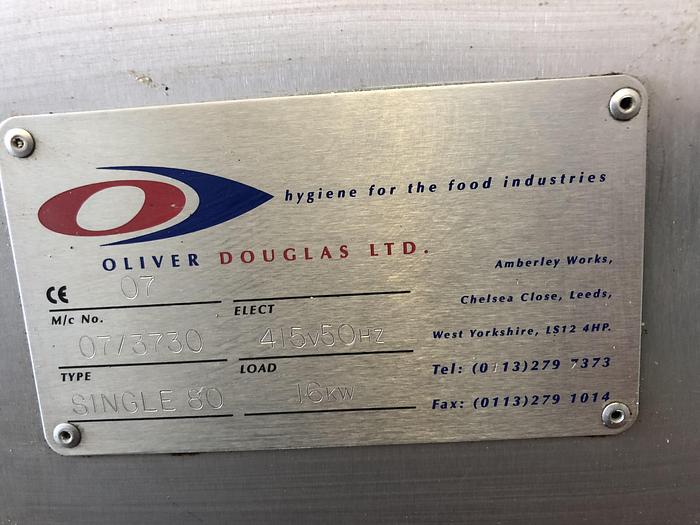 hygiene for the food industries
OLIVER DOUGLAS LTD.
CE 07
M/c No. ELECT
07/3730 415V50HZ
TYPE LOAD
SINGLE 80 16KW
Amberley Works,
Chelsea Close, Leeds,
West Yorkshire, LS12 4HP.
Tel: (0113)279 7373
Fax: (0113)279 1014